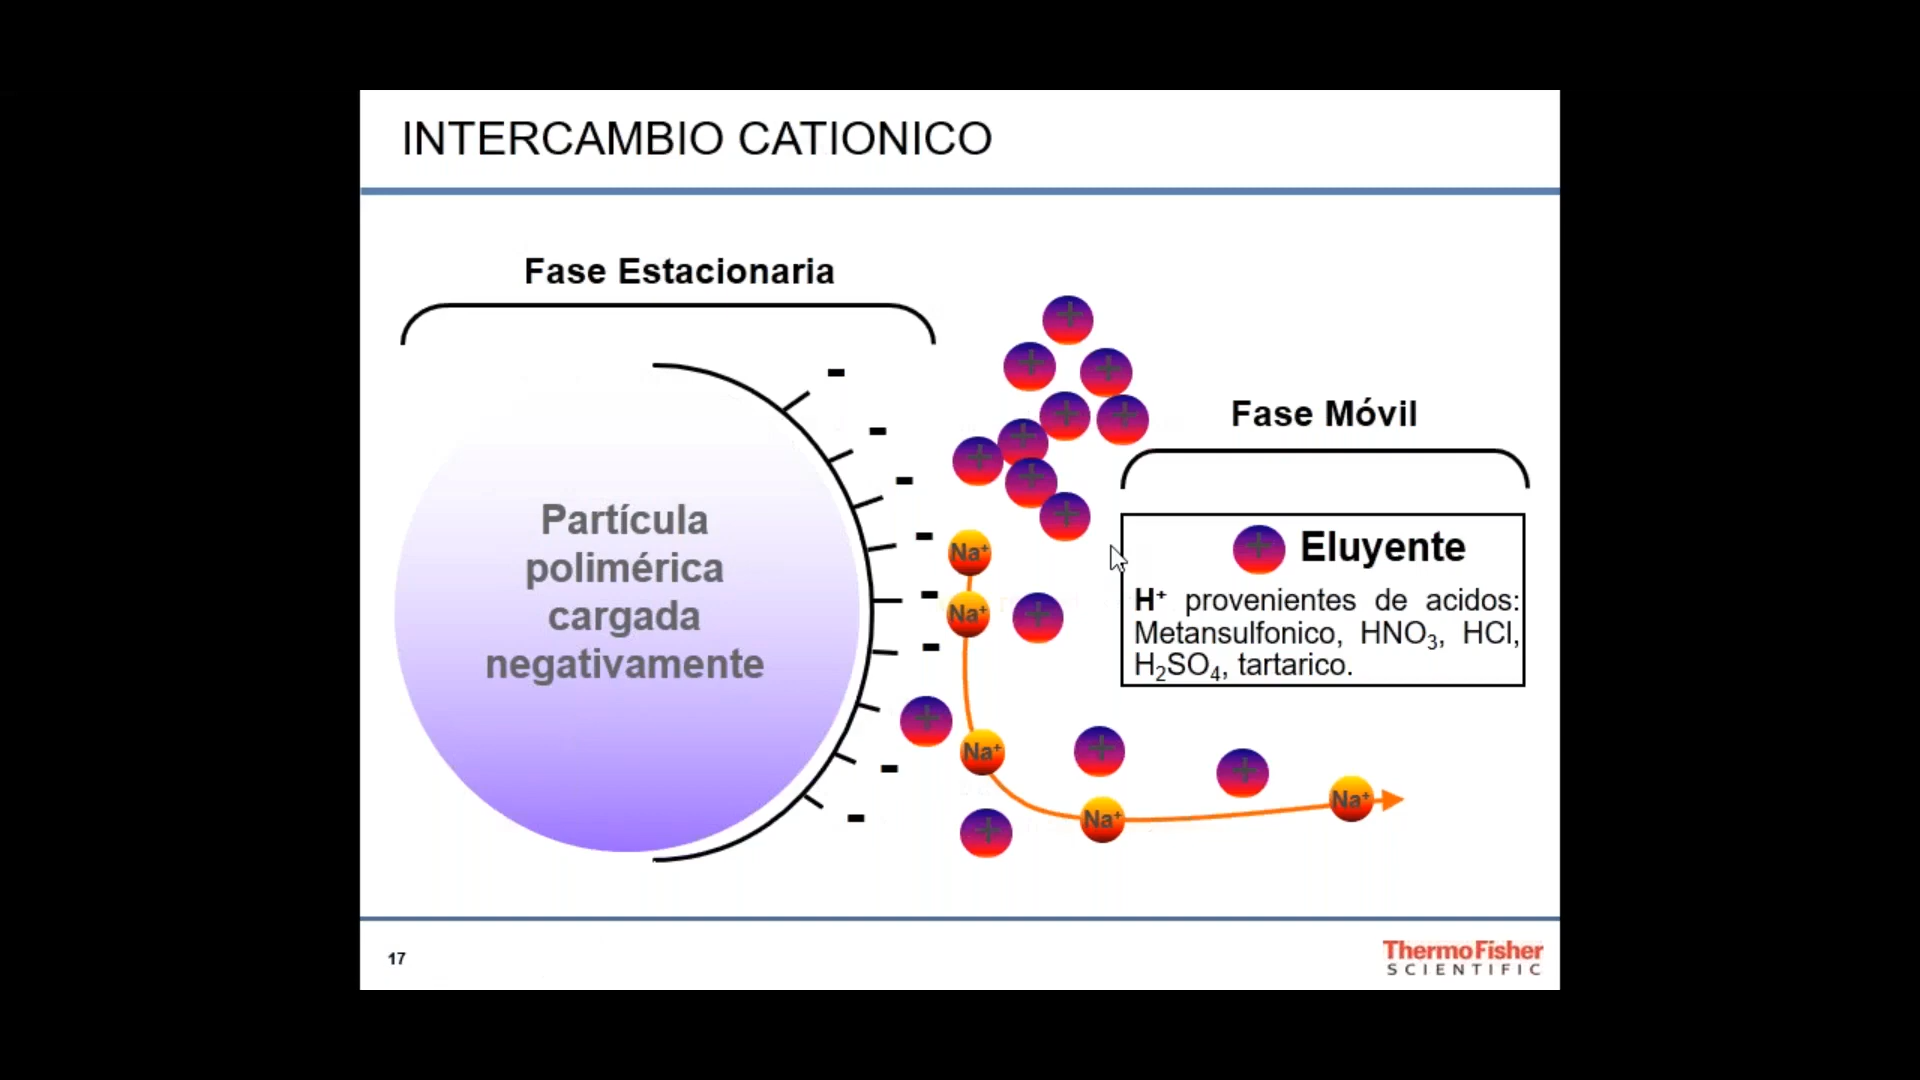 INTERCAMBIO CATIONICO
Fase Estacionaria
Fase Móvil
Partícula
polimérica
cargada
negativamente
-
-
-
-
-
-
-
-
+
+
+
+
+
+
+
+
+
+
+
+
+
+
Na⁺
Na⁺
Na⁺
Na⁺
Na⁺
+ Eluyente
H⁺ provenientes de acidos:
Metansulfonico, HNO₃, HCl,
H₂SO₄, tartarico.
17
ThermoFisher
SCIENTIFIC